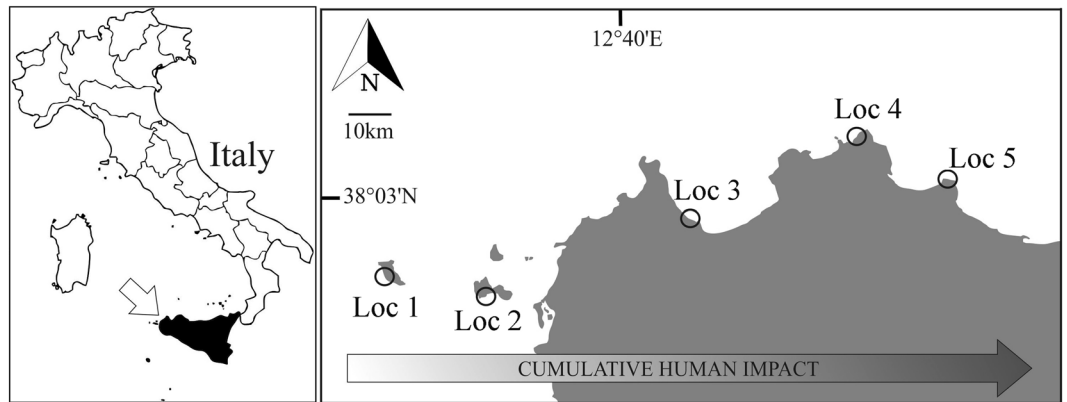 Italy
12°40'E
N
10km
38°03'N
Loc 4
Loc 5
Loc 3
Loc 1
Loc 2
CUMULATIVE HUMAN IMPACT